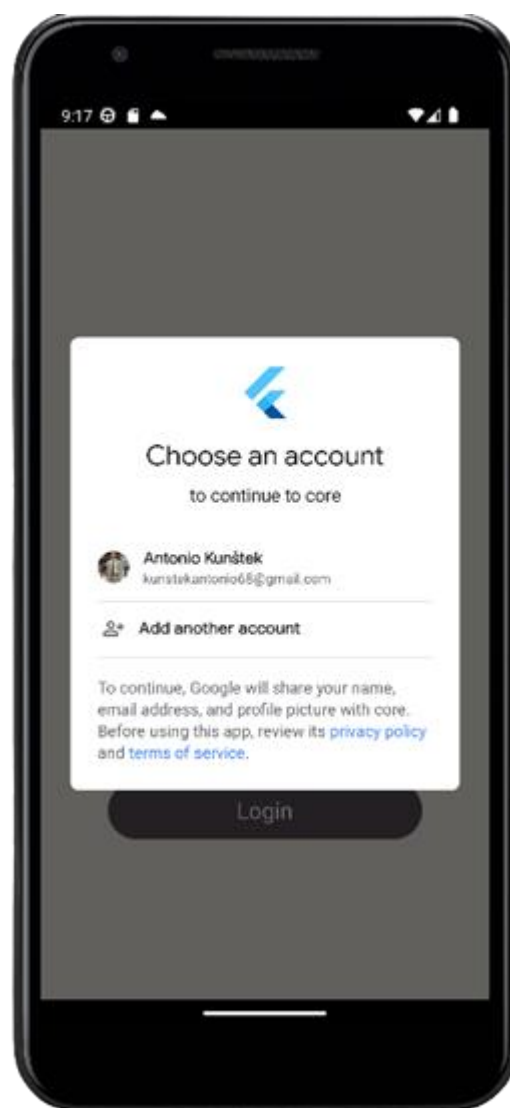 9:17
Choose an account
to continue to core
Antonio Kunštek
kunstekantonio68@gmail.com
Add another account
To continue, Google will share your name,
email address, and profile picture with core.
Before using this app, review its privacy policy
and terms of service.
Login